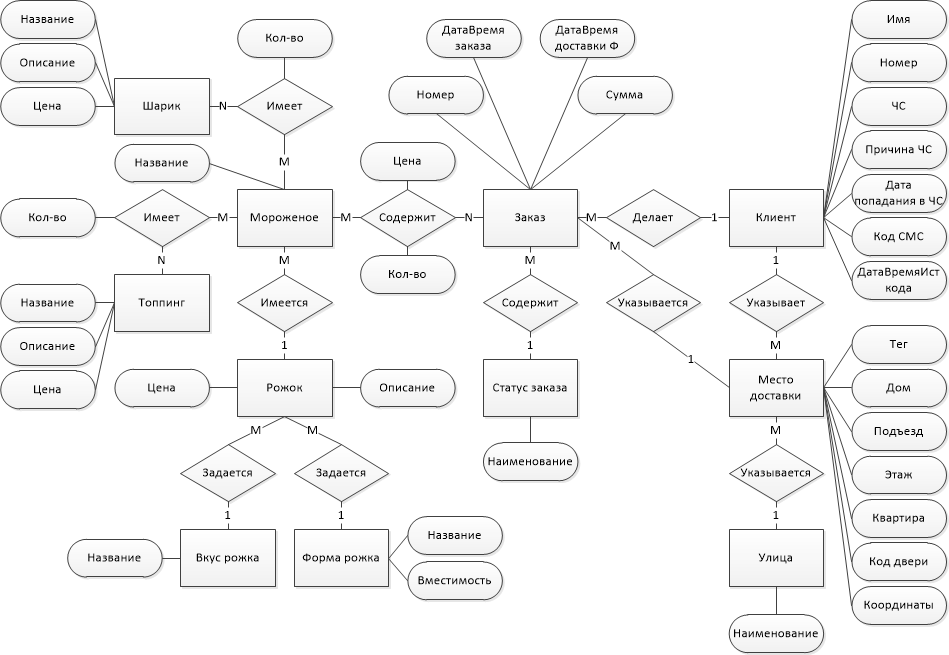 Название
Описание
Цена
Шарик
N
Имеет
Кол-во
M
Название
ДатаВремя
заказа
ДатаВремя
доставки Ф
Номер
Сумма
Имя
Номер
ЧС
Причина ЧС
Дата
попадания в ЧС
Код СМС
ДатаВремяИст
кода
Кол-во
Имеет
M
Мороженое
M
Содержит
Цена
Кол-во
N
Заказ
M
Делает
1
Клиент
N
Топпинг
Название
Описание
Цена
M
Имеется
1
M
Содержит
1
M
Указывается
1
1
Указывает
M
Цена
Рожок
Описание
Статус заказа
Наименование
Место
доставки
Тег
Дом
Подъезд
Этаж
Квартира
Код двери
Координаты
M
M
Задается
Задается
1
1
Название
Вкус рожка
Форма рожка
Название
Вместимость
M
Указывается
1
Улица
Наименование